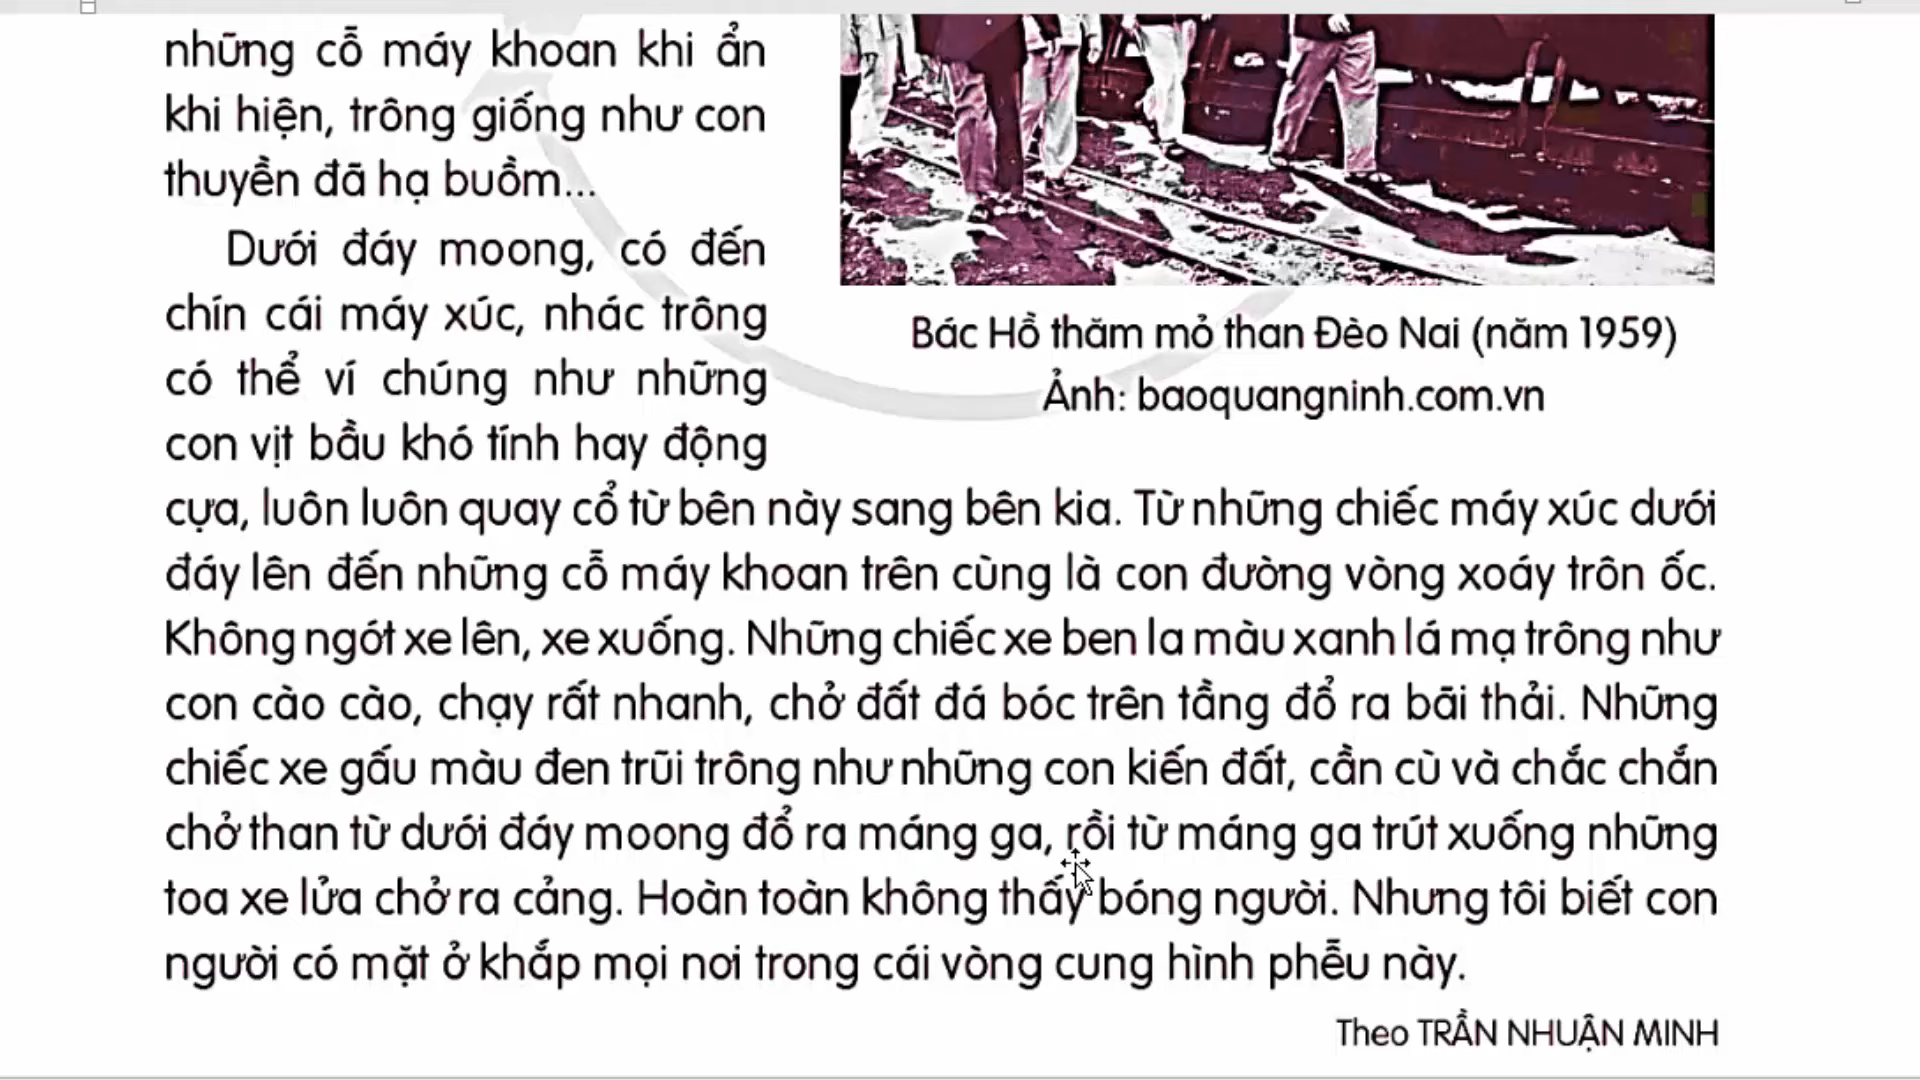 những cỗ máy khoan khi ẩn
khi hiện, trông giống như con
thuyền đã hạ buồm...
Dưới đáy moong, có đến
chín cái máy xúc, nhác trông
có thể ví chúng như những
con vịt bầu khó tính hay động
cựa, luôn luôn quay cổ từ bên này sang bên kia. Từ những chiếc máy xúc dưới
đáy lên đến những cỗ máy khoan trên cùng là con đường vòng xoáy trôn ốc.
Không ngớt xe lên, xe xuống. Những chiếc xe ben la màu xanh lá mạ trông như
con cào cào, chạy rất nhanh, chở đất đá bóc trên tầng đổ ra bãi thải. Những
chiếc xe gấu màu đen trũi trông như những con kiến đất, cần cù và chắc chắn
chở than từ dưới đáy moong đổ ra máng ga, rồi từ máng ga trút xuống những
toa xe lửa chở ra cảng. Hoàn toàn không thấy bóng người. Nhưng tôi biết con
người có mặt ở khắp mọi nơi trong cái vòng cung hình phễu này.
Theo TRẦN NHUẬN MINH
Bác Hồ thăm mỏ than Đèo Nai (năm 1959)
Ảnh: baoquangninh.com.vn